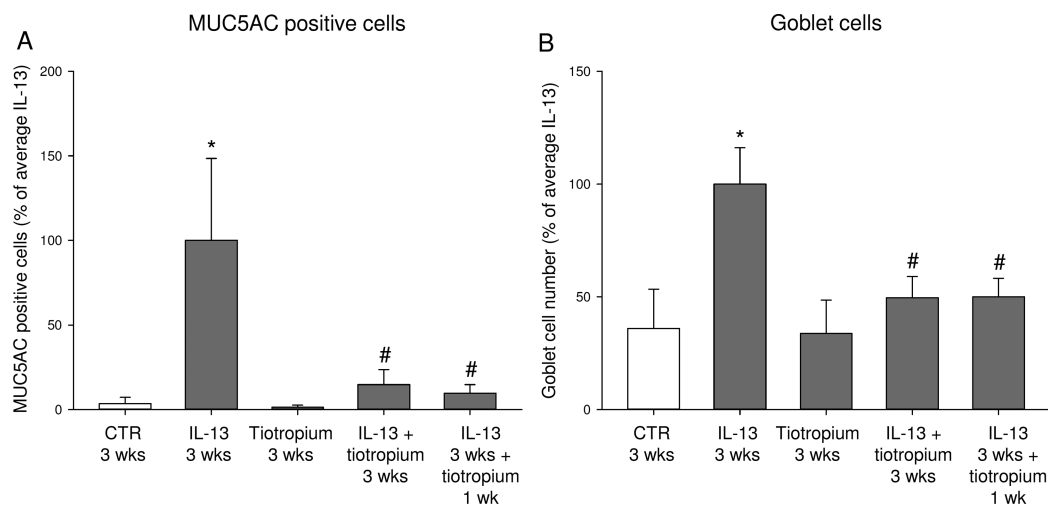 MUC5AC positive cells
A
MUC5AC positive cells (% of average IL-13)
200
150
100
50
0
*
#
#
CTR
3 wks
IL-13
3 wks
Tiotropium
3 wks
IL-13 +
tiotropium
3 wks
IL-13
3 wks +
tiotropium
1 wk
Goblet cells
B
Goblet cell number (% of average IL-13)
150
100
50
0
*
#
#
CTR
3 wks
IL-13
3 wks
Tiotropium
3 wks
IL-13 +
tiotropium
3 wks
IL-13
3 wks +
tiotropium
1 wk